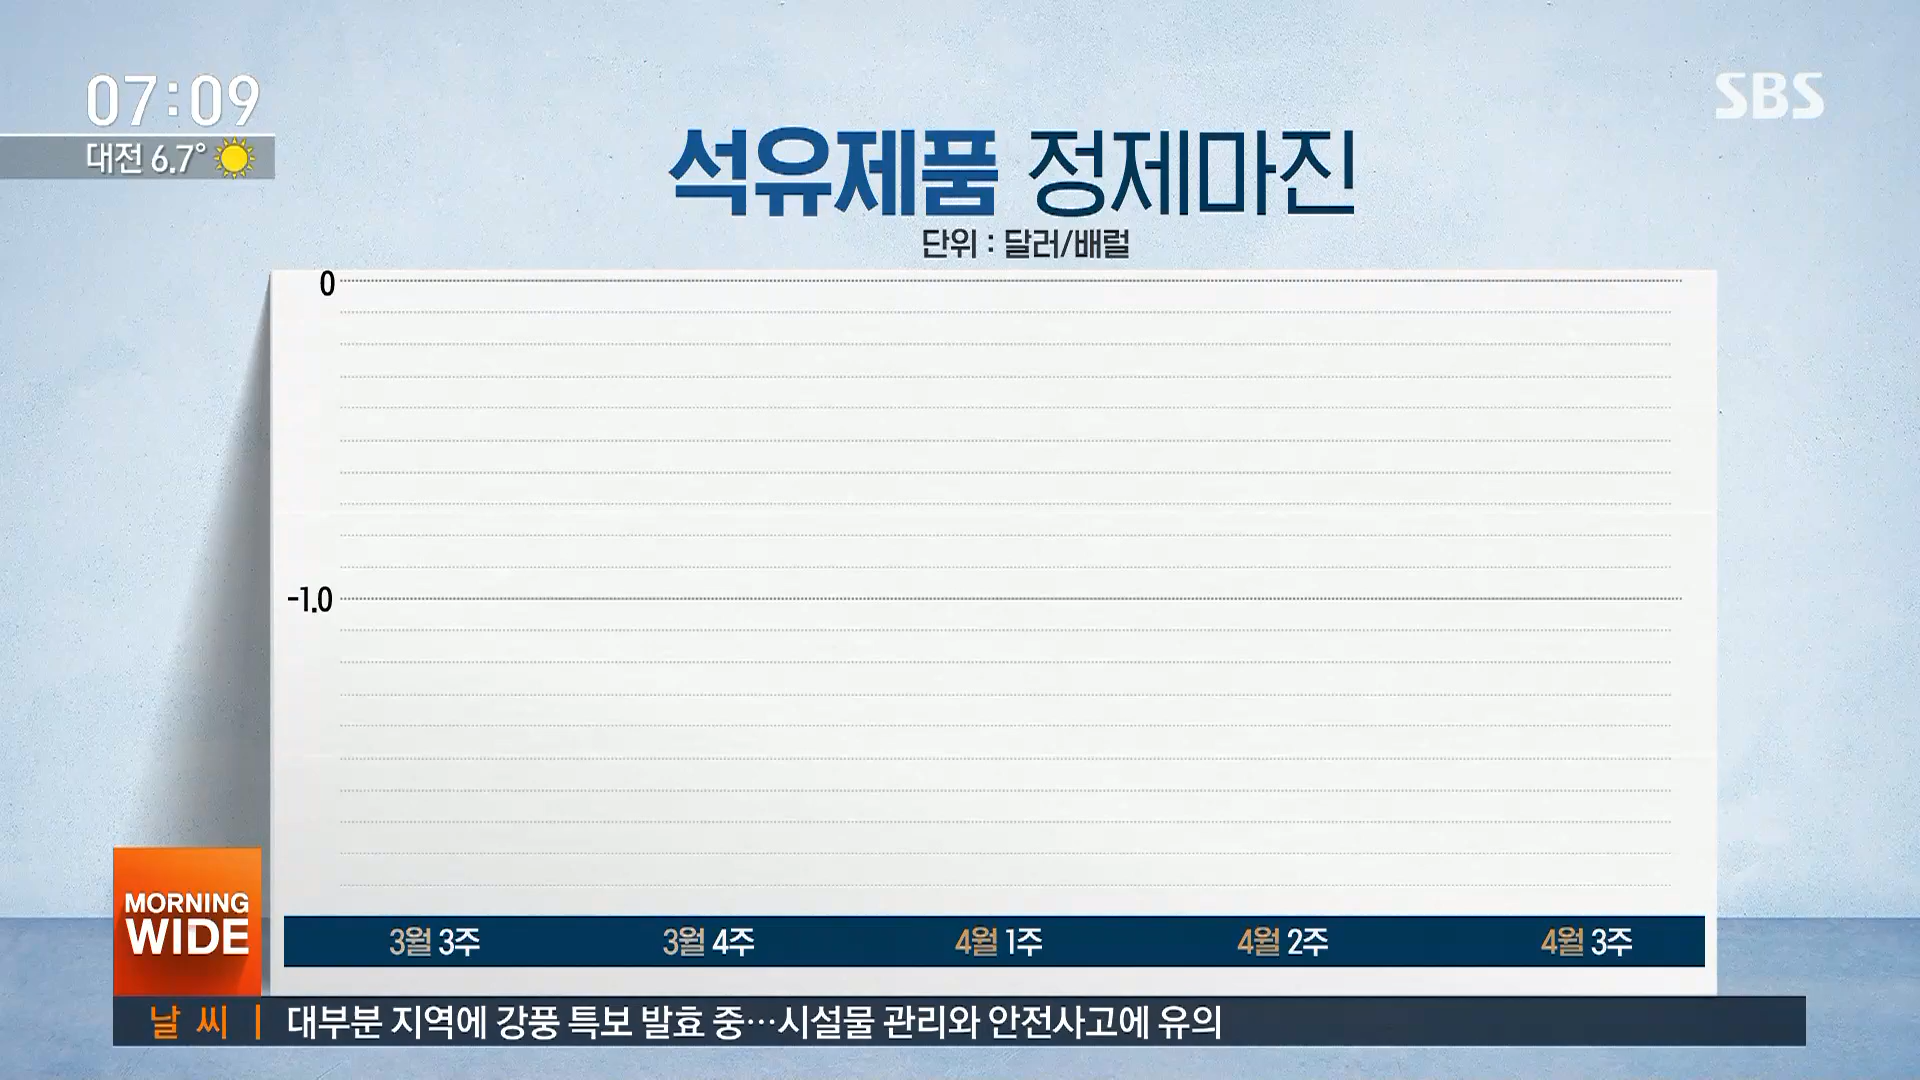 07:09
대전 6.7°
SBS
석유제품 정제마진
단위 : 달러/배럴
0
-1.0
3월 3주
3월 4주
4월 1주
4월 2주
4월 3주
MORNING
WIDE
날 씨 | 대부분 지역에 강풍 특보 발효 중…시설물 관리와 안전사고에 유의